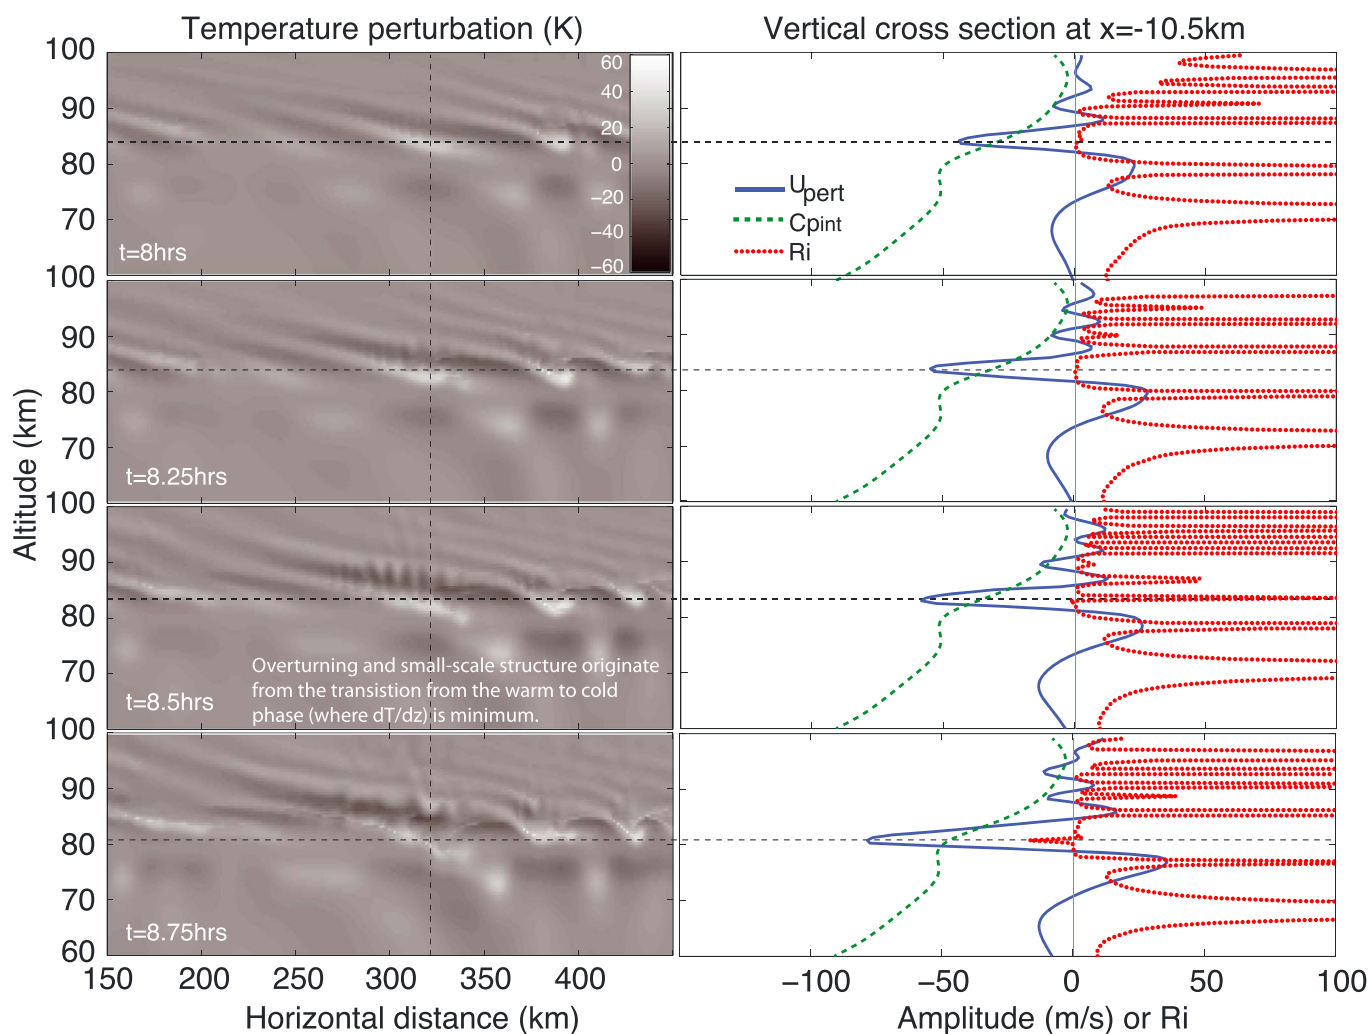 Temperature perturbation (K)
Vertical cross section at x=-10.5km
100
90
80
70
100
60
40
20
0
−20
−40
−60
t=8hrs
Upert
Cpint
Ri
90
80
70
100
t=8.25hrs
90
80
70
100
Overturning and small-scale structure originate
from the transistion from the warm to cold
phase (where dT/dz) is minimum.
t=8.5hrs
90
80
70
60
t=8.75hrs
Altitude (km)
150 200 250 300 350 400
−100 −50 0 50 100
Horizontal distance (km)
Amplitude (m/s) or Ri